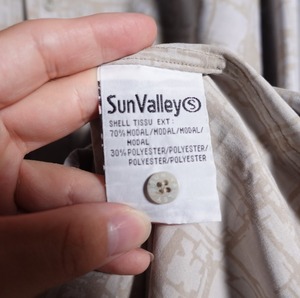 SunValley S
SHELL TISSU EXT:
70%MODAL/MODAL/MODAL/
MODAL
30%POLYESTER/POLYESTER/
POLYESTER/POLYESTER